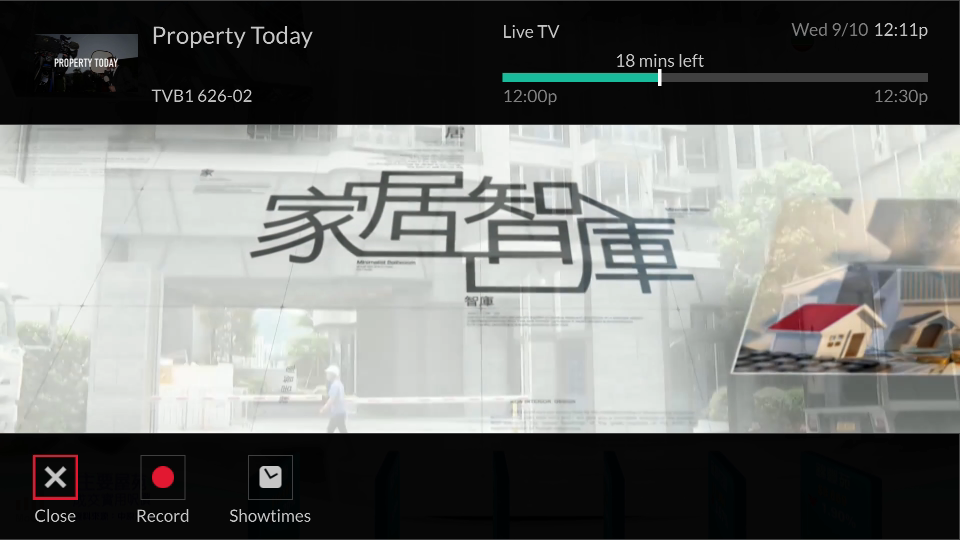 Property Today
PROPERTY TODAY
TVB1 626-02
Live TV
Wed 9/10 12:11p
18 mins left
12:00p
12:30p
家居智庫
智庫
Close
Record
Showtimes